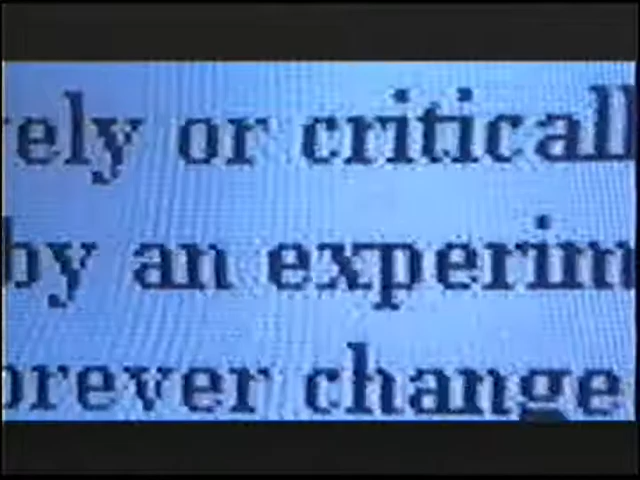 ely or criticall
by an experim
orever change